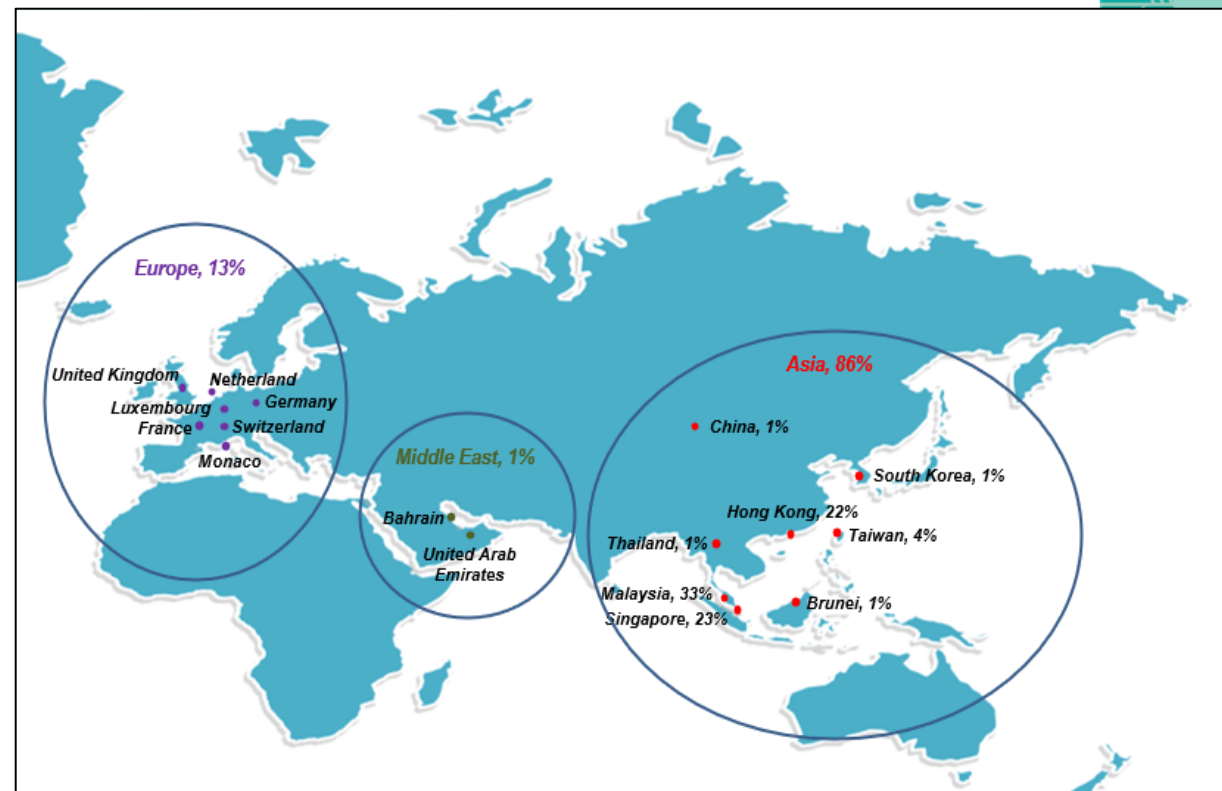 Europe, 13%
United Kingdom
Netherland
Luxembourg
Germany
France
Switzerland
Monaco
Middle East, 1%
Bahrain
United Arab
Emirates
Asia, 86%
China, 1%
South Korea, 1%
Hong Kong, 22%
Taiwan, 4%
Thailand, 1%
Malaysia, 33%
Singapore, 23%
Brunei, 1%